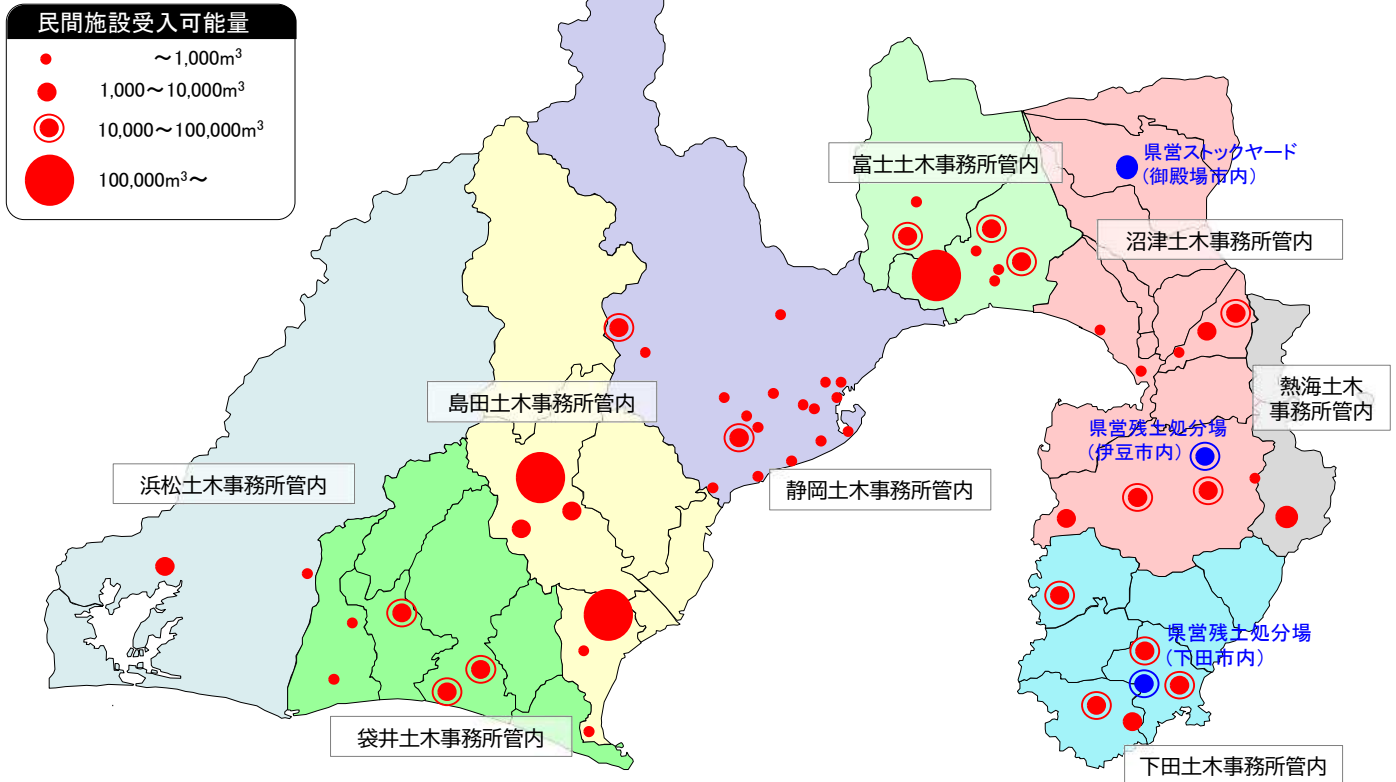 民間施設受入可能量
～1,000m³
1,000～10,000m³
10,000～100,000m³
100,000m³～
富士土木事務所管内
県営ストックヤード
（御殿場市内）
沼津土木事務所管内
島田土木事務所管内
熱海土木
事務所管内
県営残土処分場
（伊豆市内）
浜松土木事務所管内
静岡土木事務所管内
県営残土処分場
（下田市内）
袋井土木事務所管内
下田土木事務所管内